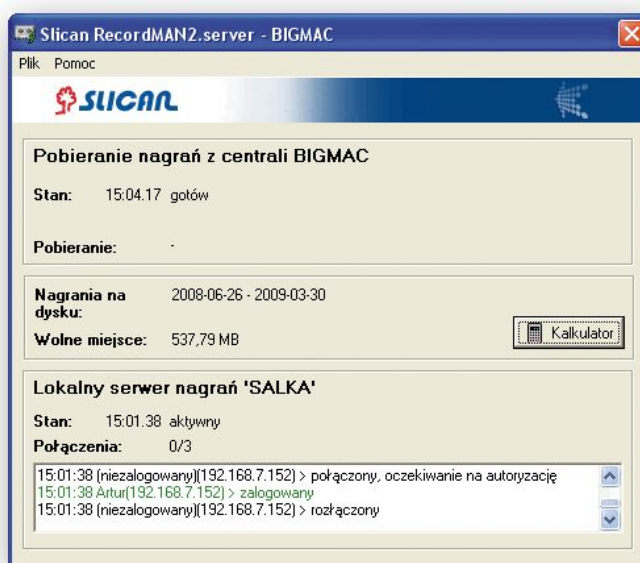 Slican RecordMAN2.server - BIGMAC
Plik Pomoc
SLICAN
Pobieranie nagrań z centrali BIGMAC
Stan: 15:04.17 gotów
Pobieranie: -
Nagrania na dysku: 2008-06-26 - 2009-03-30
Wolne miejsce: 537,79 MB
Kalkulator
Lokalny serwer nagrań 'SALKA'
Stan: 15:01.38 aktywny
Połączenia: 0/3
15:01:38 (niezalogowany)(192.168.7.152) > połączony, oczekiwanie na autoryzację
15:01:38 Artur(192.168.7.152) > zalogowany
15:01:38 (niezalogowany)(192.168.7.152) > rozłączony